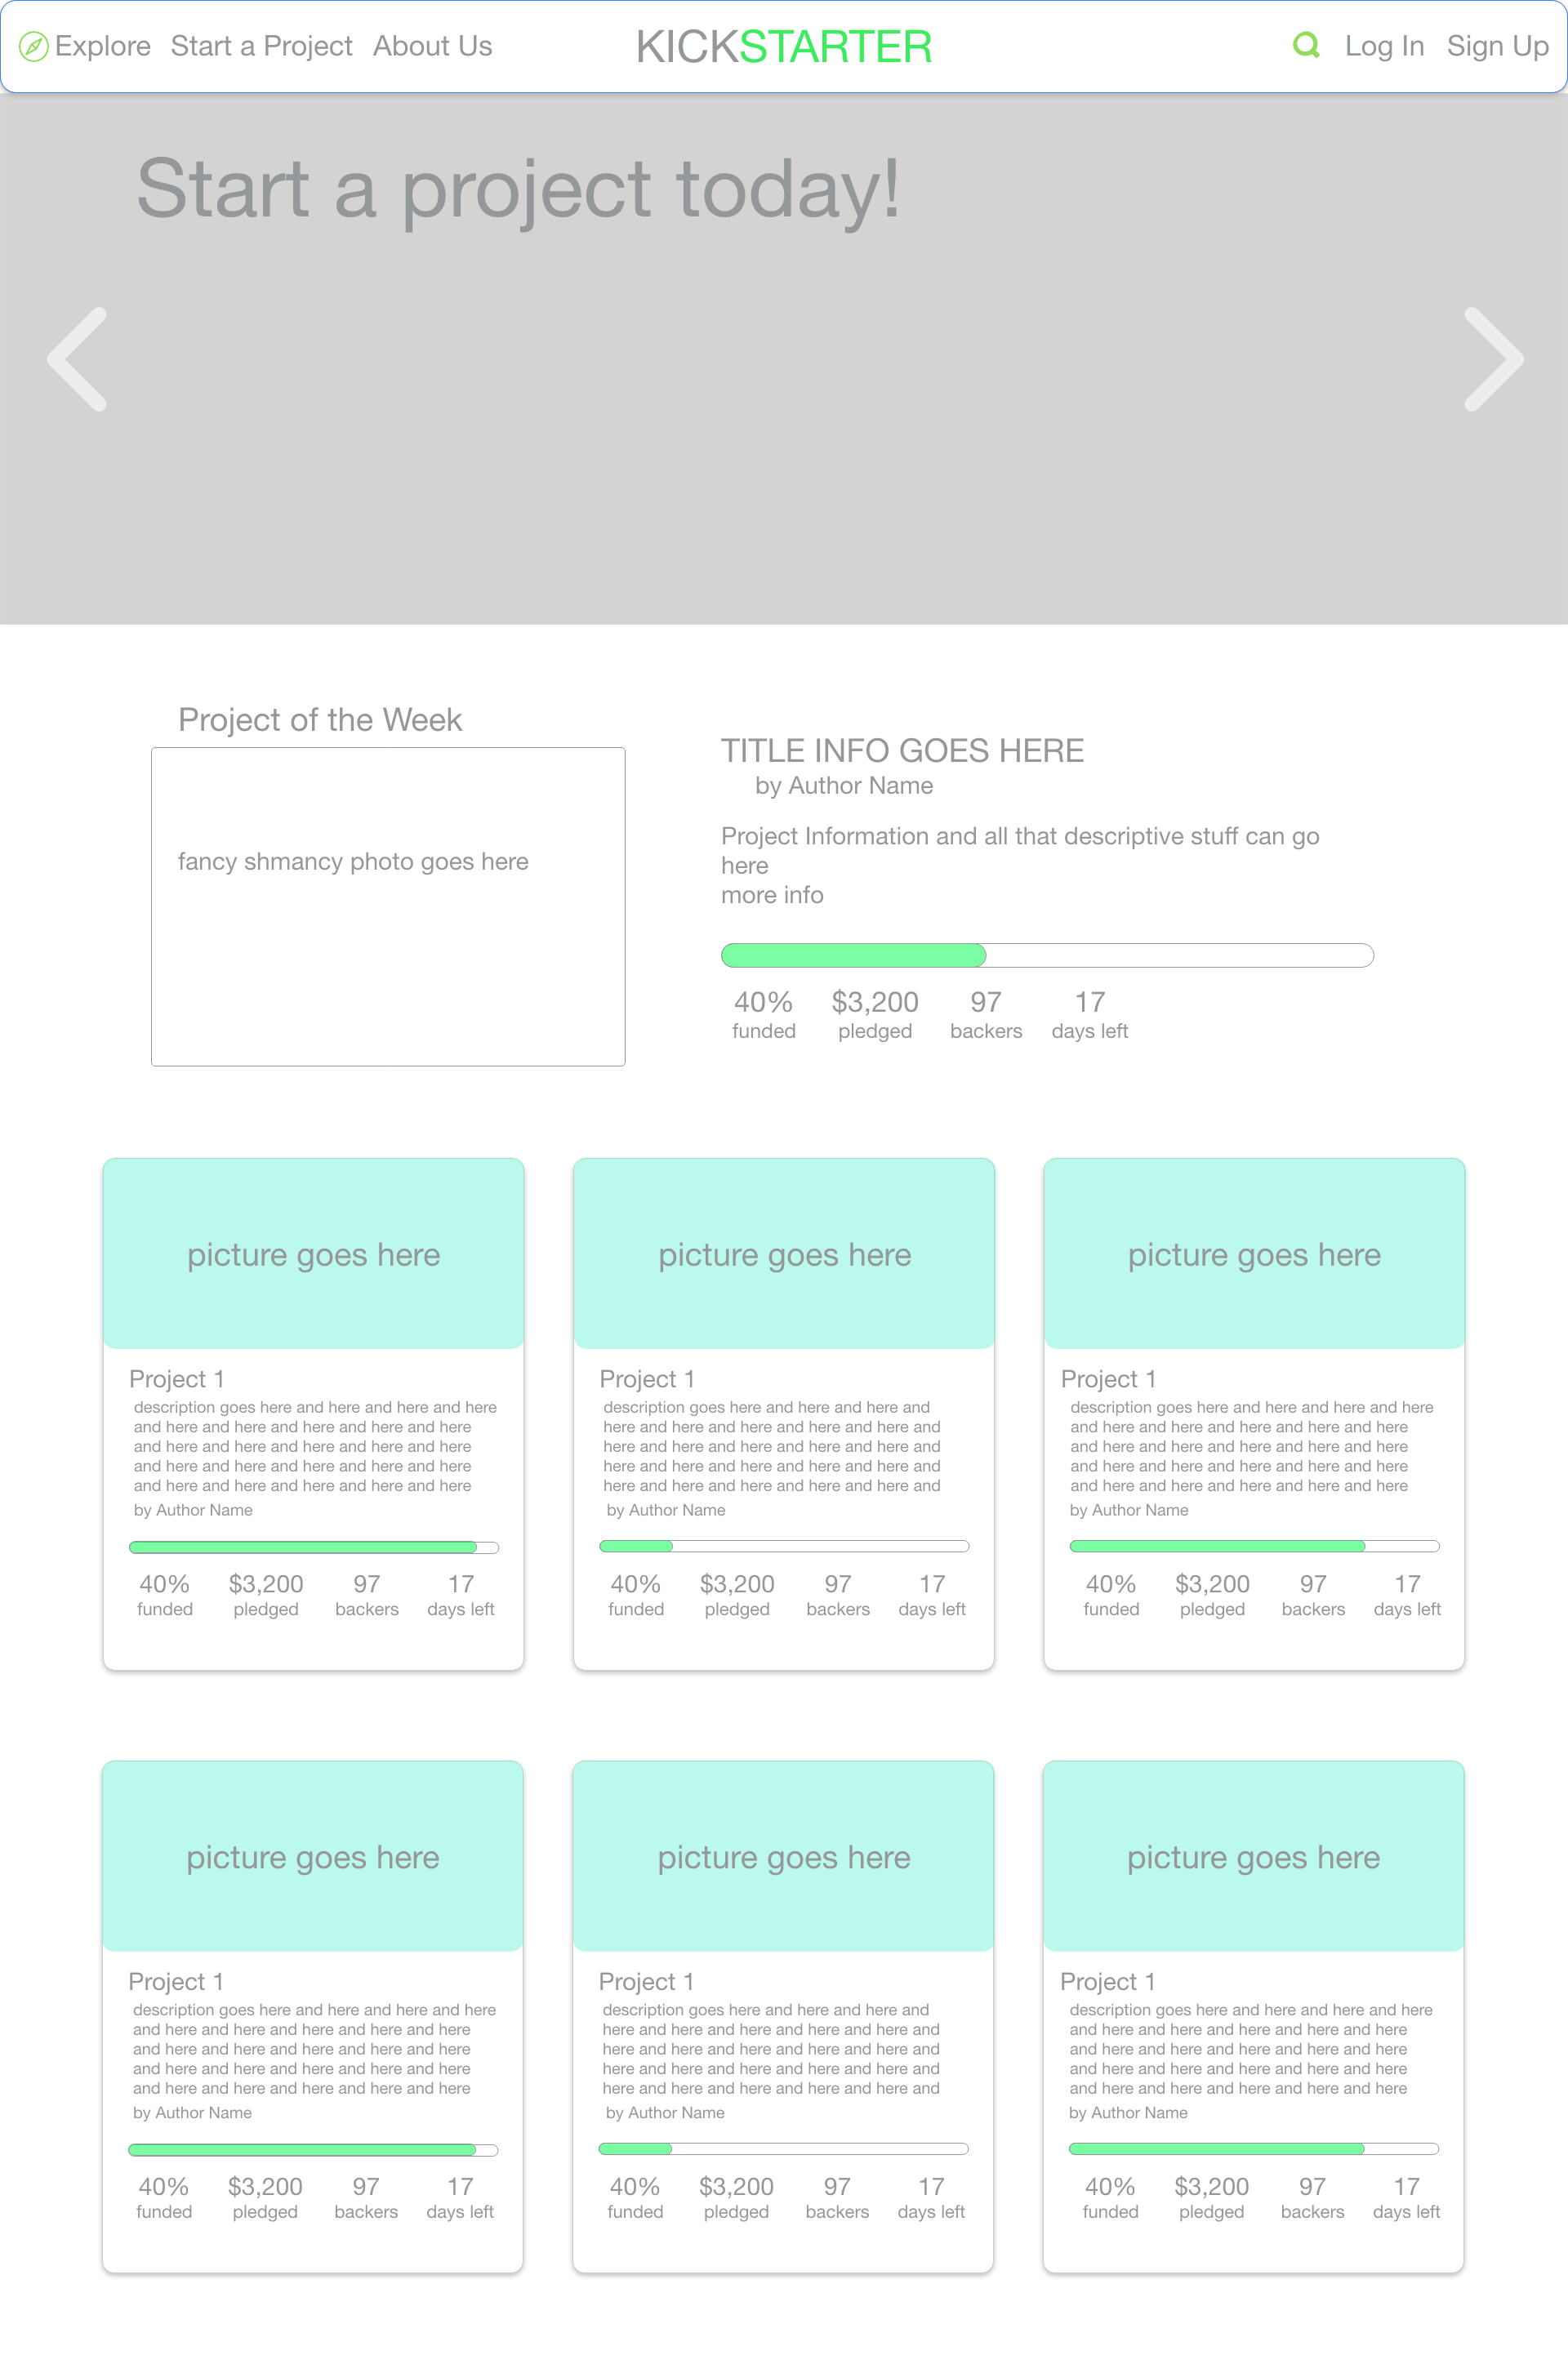 Explore Start a Project About Us KICKSTARTER Log In Sign Up
Start a project today!
Project of the Week
fancy shmancy photo goes here
TITLE INFO GOES HERE
by Author Name
Project Information and all that descriptive stuff can go
here
more info
40% $3,200 97 17
funded pledged backers days left
picture goes here
Project 1
description goes here and here and here and here
and here and here and here and here and here
and here and here and here and here and here
and here and here and here and here and here
and here and here and here and here and here
by Author Name
40% $3,200 97 17
funded pledged backers days left
picture goes here
Project 1
description goes here and here and here and
here and here and here and here and here and
here and here and here and here and here and
here and here and here and here and here and
here and here and here and here and here and
by Author Name
40% $3,200 97 17
funded pledged backers days left
picture goes here
Project 1
description goes here and here and here and here
and here and here and here and here and here
and here and here and here and here and here
and here and here and here and here and here
and here and here and here and here and here
by Author Name
40% $3,200 97 17
funded pledged backers days left
picture goes here
Project 1
description goes here and here and here and here
and here and here and here and here and here
and here and here and here and here and here
and here and here and here and here and here
and here and here and here and here and here
by Author Name
40% $3,200 97 17
funded pledged backers days left
picture goes here
Project 1
description goes here and here and here and
here and here and here and here and here and
here and here and here and here and here and
here and here and here and here and here and
here and here and here and here and here and
by Author Name
40% $3,200 97 17
funded pledged backers days left
picture goes here
Project 1
description goes here and here and here and here
and here and here and here and here and here
and here and here and here and here and here
and here and here and here and here and here
and here and here and here and here and here
by Author Name
40% $3,200 97 17
funded pledged backers days left